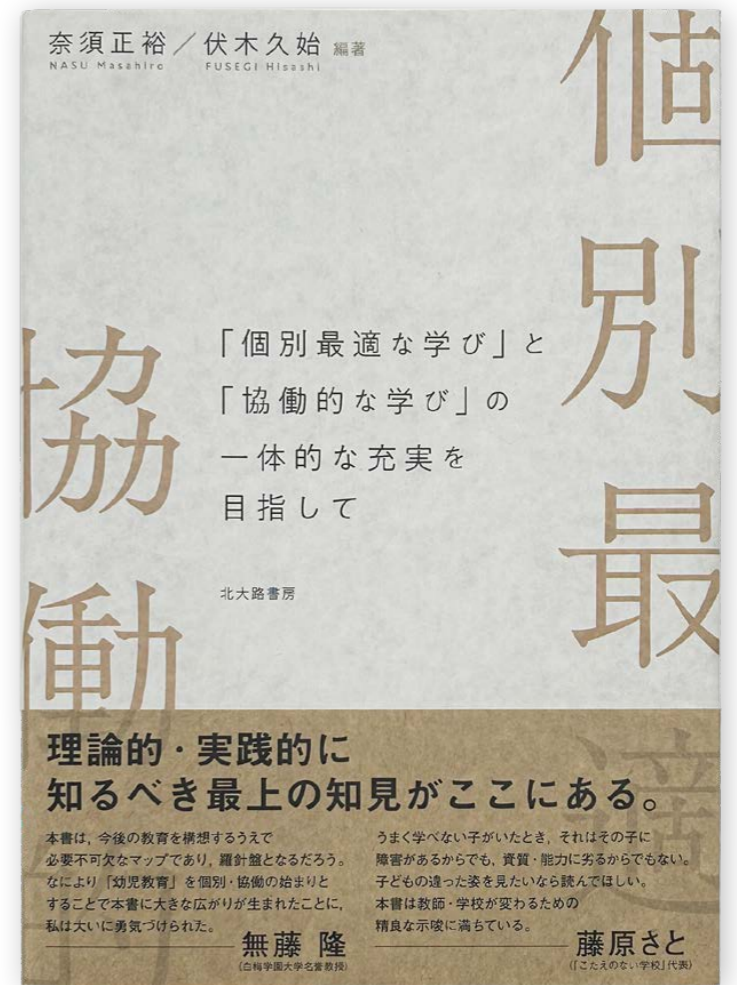 奈須正裕／伏木久始 編著
NASU Masahiro FUSEGI Hisashi
個別最適
協働
「個別最適な学び」と
「協働的な学び」の
一体的な充実を
目指して
北大路書房
理論的・実践的に
知るべき最上の知見がここにある。
本書は，今後の教育を構想するうえで
必要不可欠なマップであり，羅針盤となるだろう。
なにより「幼児教育」を個別・協働の始まりと
することで本書に大きな広がりが生まれたことに，
私は大いに勇気づけられた。
無藤 隆
（白梅学園大学名誉教授）
うまく学べない子がいたとき，それはその子に
障害があるからでも，資質・能力に劣るからでもない。
子どもの違った姿を見たいなら読んでほしい。
本書は教師・学校が変わるための
精良な示唆に満ちている。
藤原さと
（「こたえのない学校」代表）